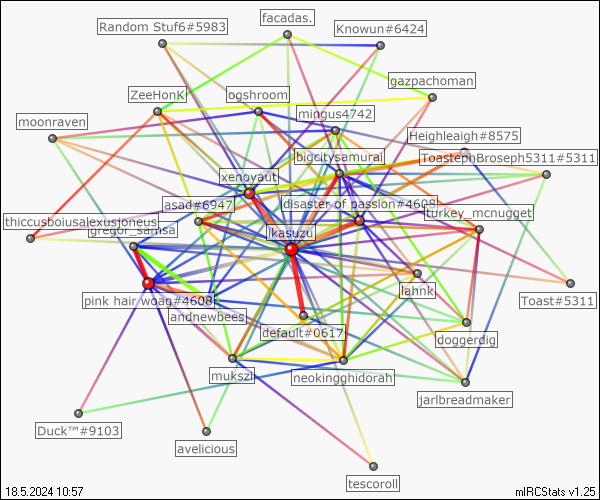 facadas.
Random Stuf6#5983
Knowun#6424
gazpachoman
ZeeHonK
ogshroom
mingus4742
moonraven
Heighleaigh#8575
bigcitysamurai
ToastephBroseph5311#5311
xenoyaut
asad#6947
disaster of passion#4608
turkey_mcnugget
thiccusboiusalexusjoneus
gregor_samsa
ikasuzu
lahnk
Toast#5311
pink hair woag#4608
andnewbees
default#0617
doggerdig
mukszi
neokingghidorah
jarlbreadmaker
Duck™#9103
avelicious
tescoroll
18.5.2024 10:57
mIRCStats v1.25